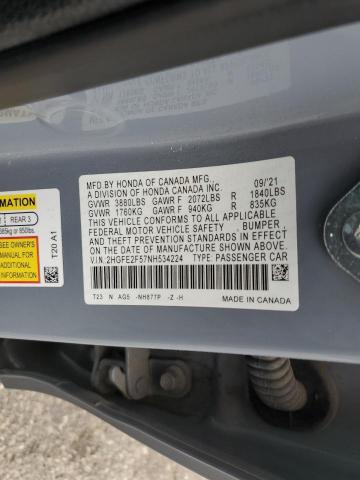 MFD. BY HONDA OF CANADA MFG., 09/'21
A DIVISION OF HONDA CANADA INC.
GVWR 3880LBS GAWR F 2072LBS R 1840LBS
GVWR 1760KG GAWR F 940KG R 835KG
THIS VEHICLE CONFORMS TO ALL APPLICABLE
FEDERAL MOTOR VEHICLE SAFETY, BUMPER, AND
THEFT PREVENTION STANDARDS IN EFFECT ON THE
DATE OF MANUFACTURE SHOWN ABOVE.
V.I.N. 2HGFE2F57NH534224 TYPE: PASSENGER CAR
T23 N AG5 -NH877P -Z -H MADE IN CANADA
RMATION
REAR 3
or 850lbs.
SEE OWNER'S
MANUAL
FOR
ADDITIONAL
INFORMATION
T20 A1